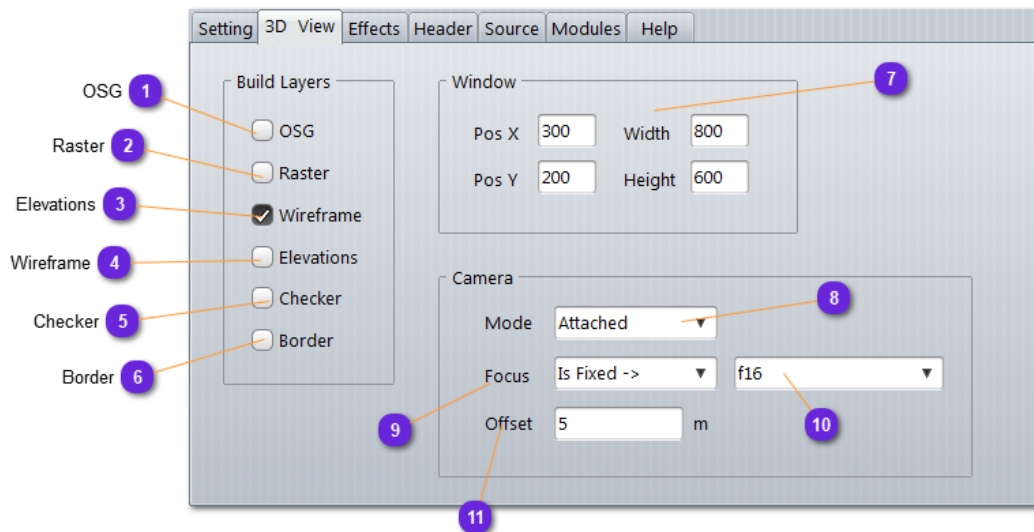 Setting 3D View Effects Header Source Modules Help
Build Layers
OSG 1
OSG
Raster 2
Raster
Elevations 3
Wireframe
Wireframe 4
Elevations
Checker 5
Checker
Border 6
Border
Window
7
Pos X 300 Width 800
Pos Y 200 Height 600
Camera
8
Mode Attached
Focus Is Fixed -> f16
9
10
Offset 5 m
11